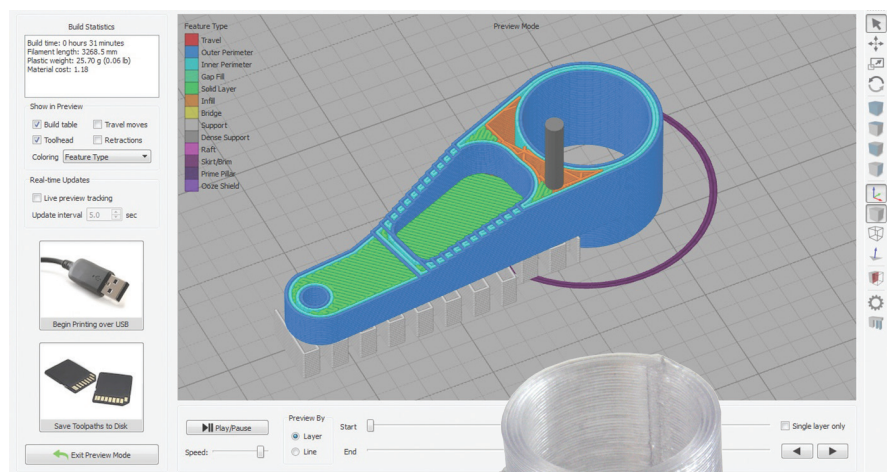 Build Statistics
Build time: 0 hours 31 minutes
Filament length: 3268.5 mm
Plastic weight: 25.70 g (0.06 lb)
Material cost: 1.18
Show in Preview
Build table
Travel moves
Toolhead
Retractions
Coloring
Feature Type
Real-time Updates
Live preview tracking
Update interval 5.0 sec
Begin Printing over USB
Save Toolpaths to Disk
Exit Preview Mode
Feature Type
Travel
Outer Perimeter
Inner Perimeter
Gap Fill
Solid Layer
Infill
Bridge
Support
Dense Support
Raft
Skirt/Brim
Prime Pillar
Ooze Shield
Preview Mode
Play/Pause
Speed:
Preview By
Layer
Line
Start
End
Single layer only